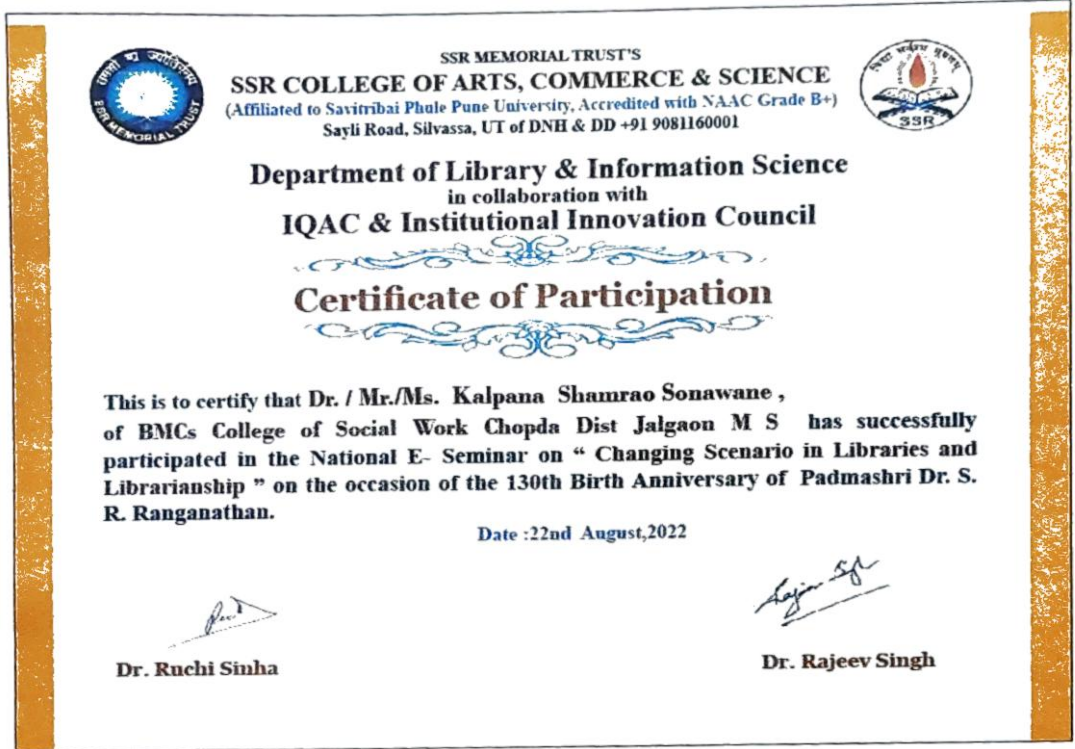 SSR MEMORIAL TRUST'S
SSR COLLEGE OF ARTS, COMMERCE & SCIENCE
(Affiliated to Savitribai Phule Pune University, Accredited with NAAC Grade B+)
Sayli Road, Silvassa, UT of DNH & DD +91 9081160001
तमसो मा ज्योतिर्गमय
SSR MEMORIAL TRUST
SSR
Department of Library & Information Science
in collaboration with
IQAC & Institutional Innovation Council
Certificate of Participation
This is to certify that Dr. / Mr./Ms. Kalpana Shamrao Sonawane ,
of BMCs College of Social Work Chopda Dist Jalgaon M S has successfully
participated in the National E- Seminar on “ Changing Scenario in Libraries and
Librarianship ” on the occasion of the 130th Birth Anniversary of Padmashri Dr. S.
R. Ranganathan.
Date :22nd August,2022
Dr. Ruchi Sinha
Dr. Rajeev Singh